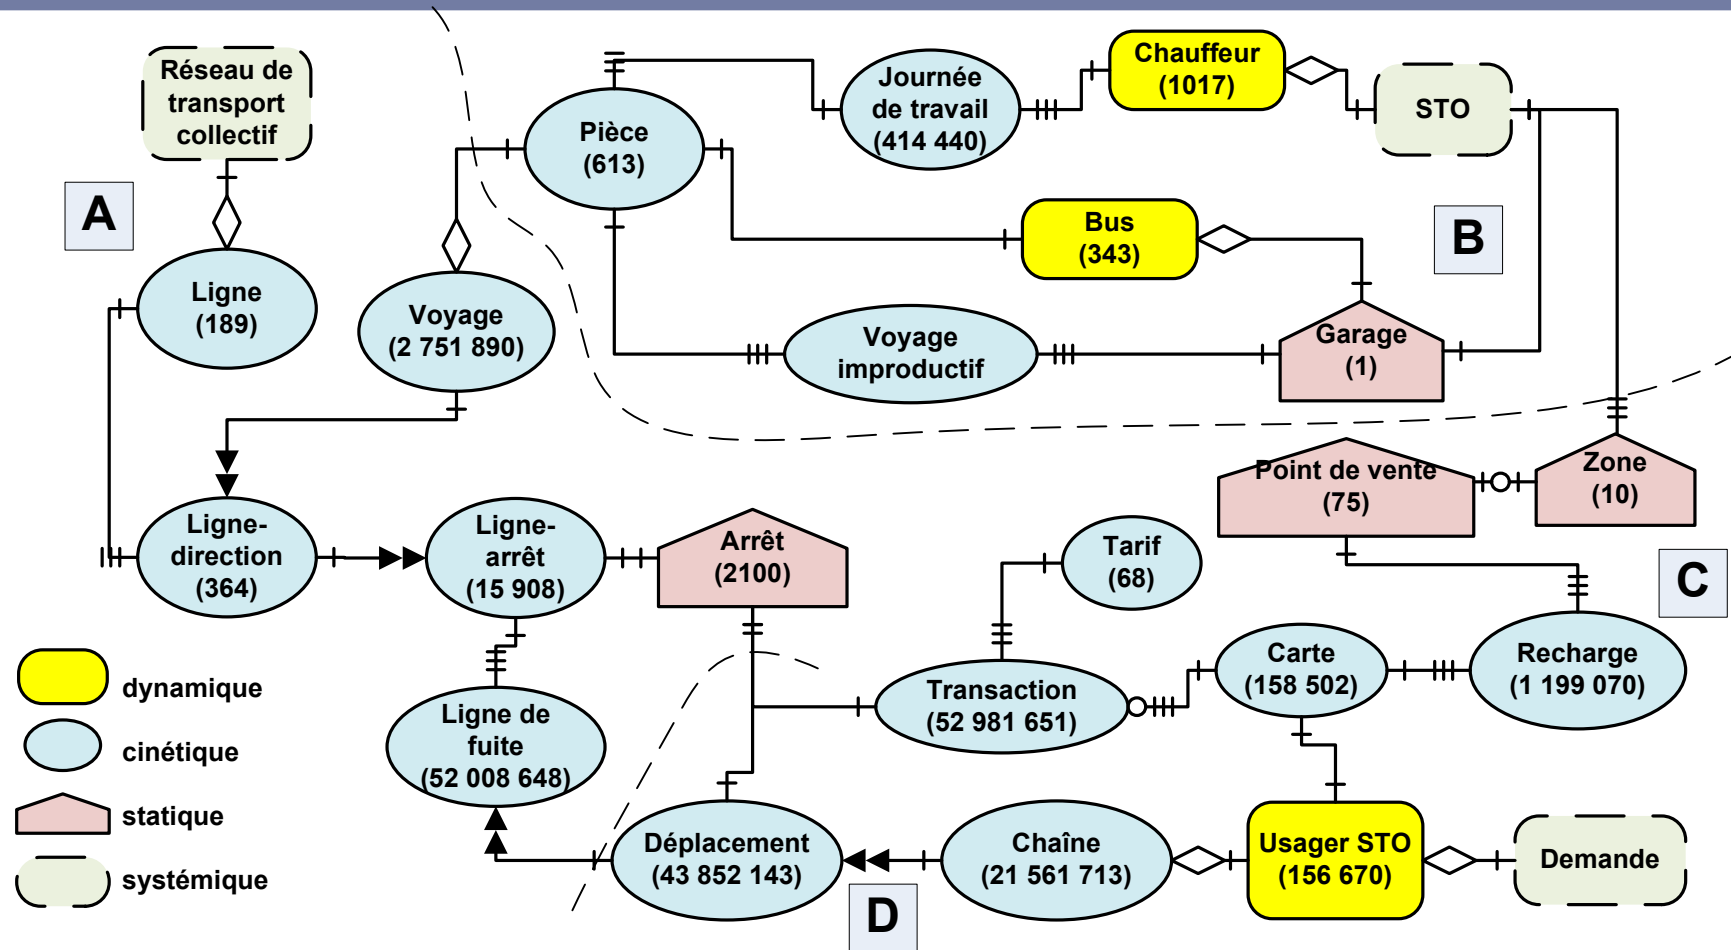 Réseau de
transport
collectif
A
Ligne
(189)
Voyage
(2 751 890)
Pièce
(613)
Journée
de travail
(414 440)
Chauffeur
(1017)
STO
Bus
(343)
B
Voyage
improductif
Garage
(1)
Point de vente
(75)
Zone
(10)
Ligne-
direction
(364)
Ligne-
arrêt
(15 908)
Arrêt
(2100)
Tarif
(68)
C
Ligne de
fuite
(52 008 648)
Transaction
(52 981 651)
Carte
(158 502)
Recharge
(1 199 070)
Déplacement
(43 852 143)
D
Chaîne
(21 561 713)
Usager STO
(156 670)
Demande
dynamique
cinétique
statique
systémique